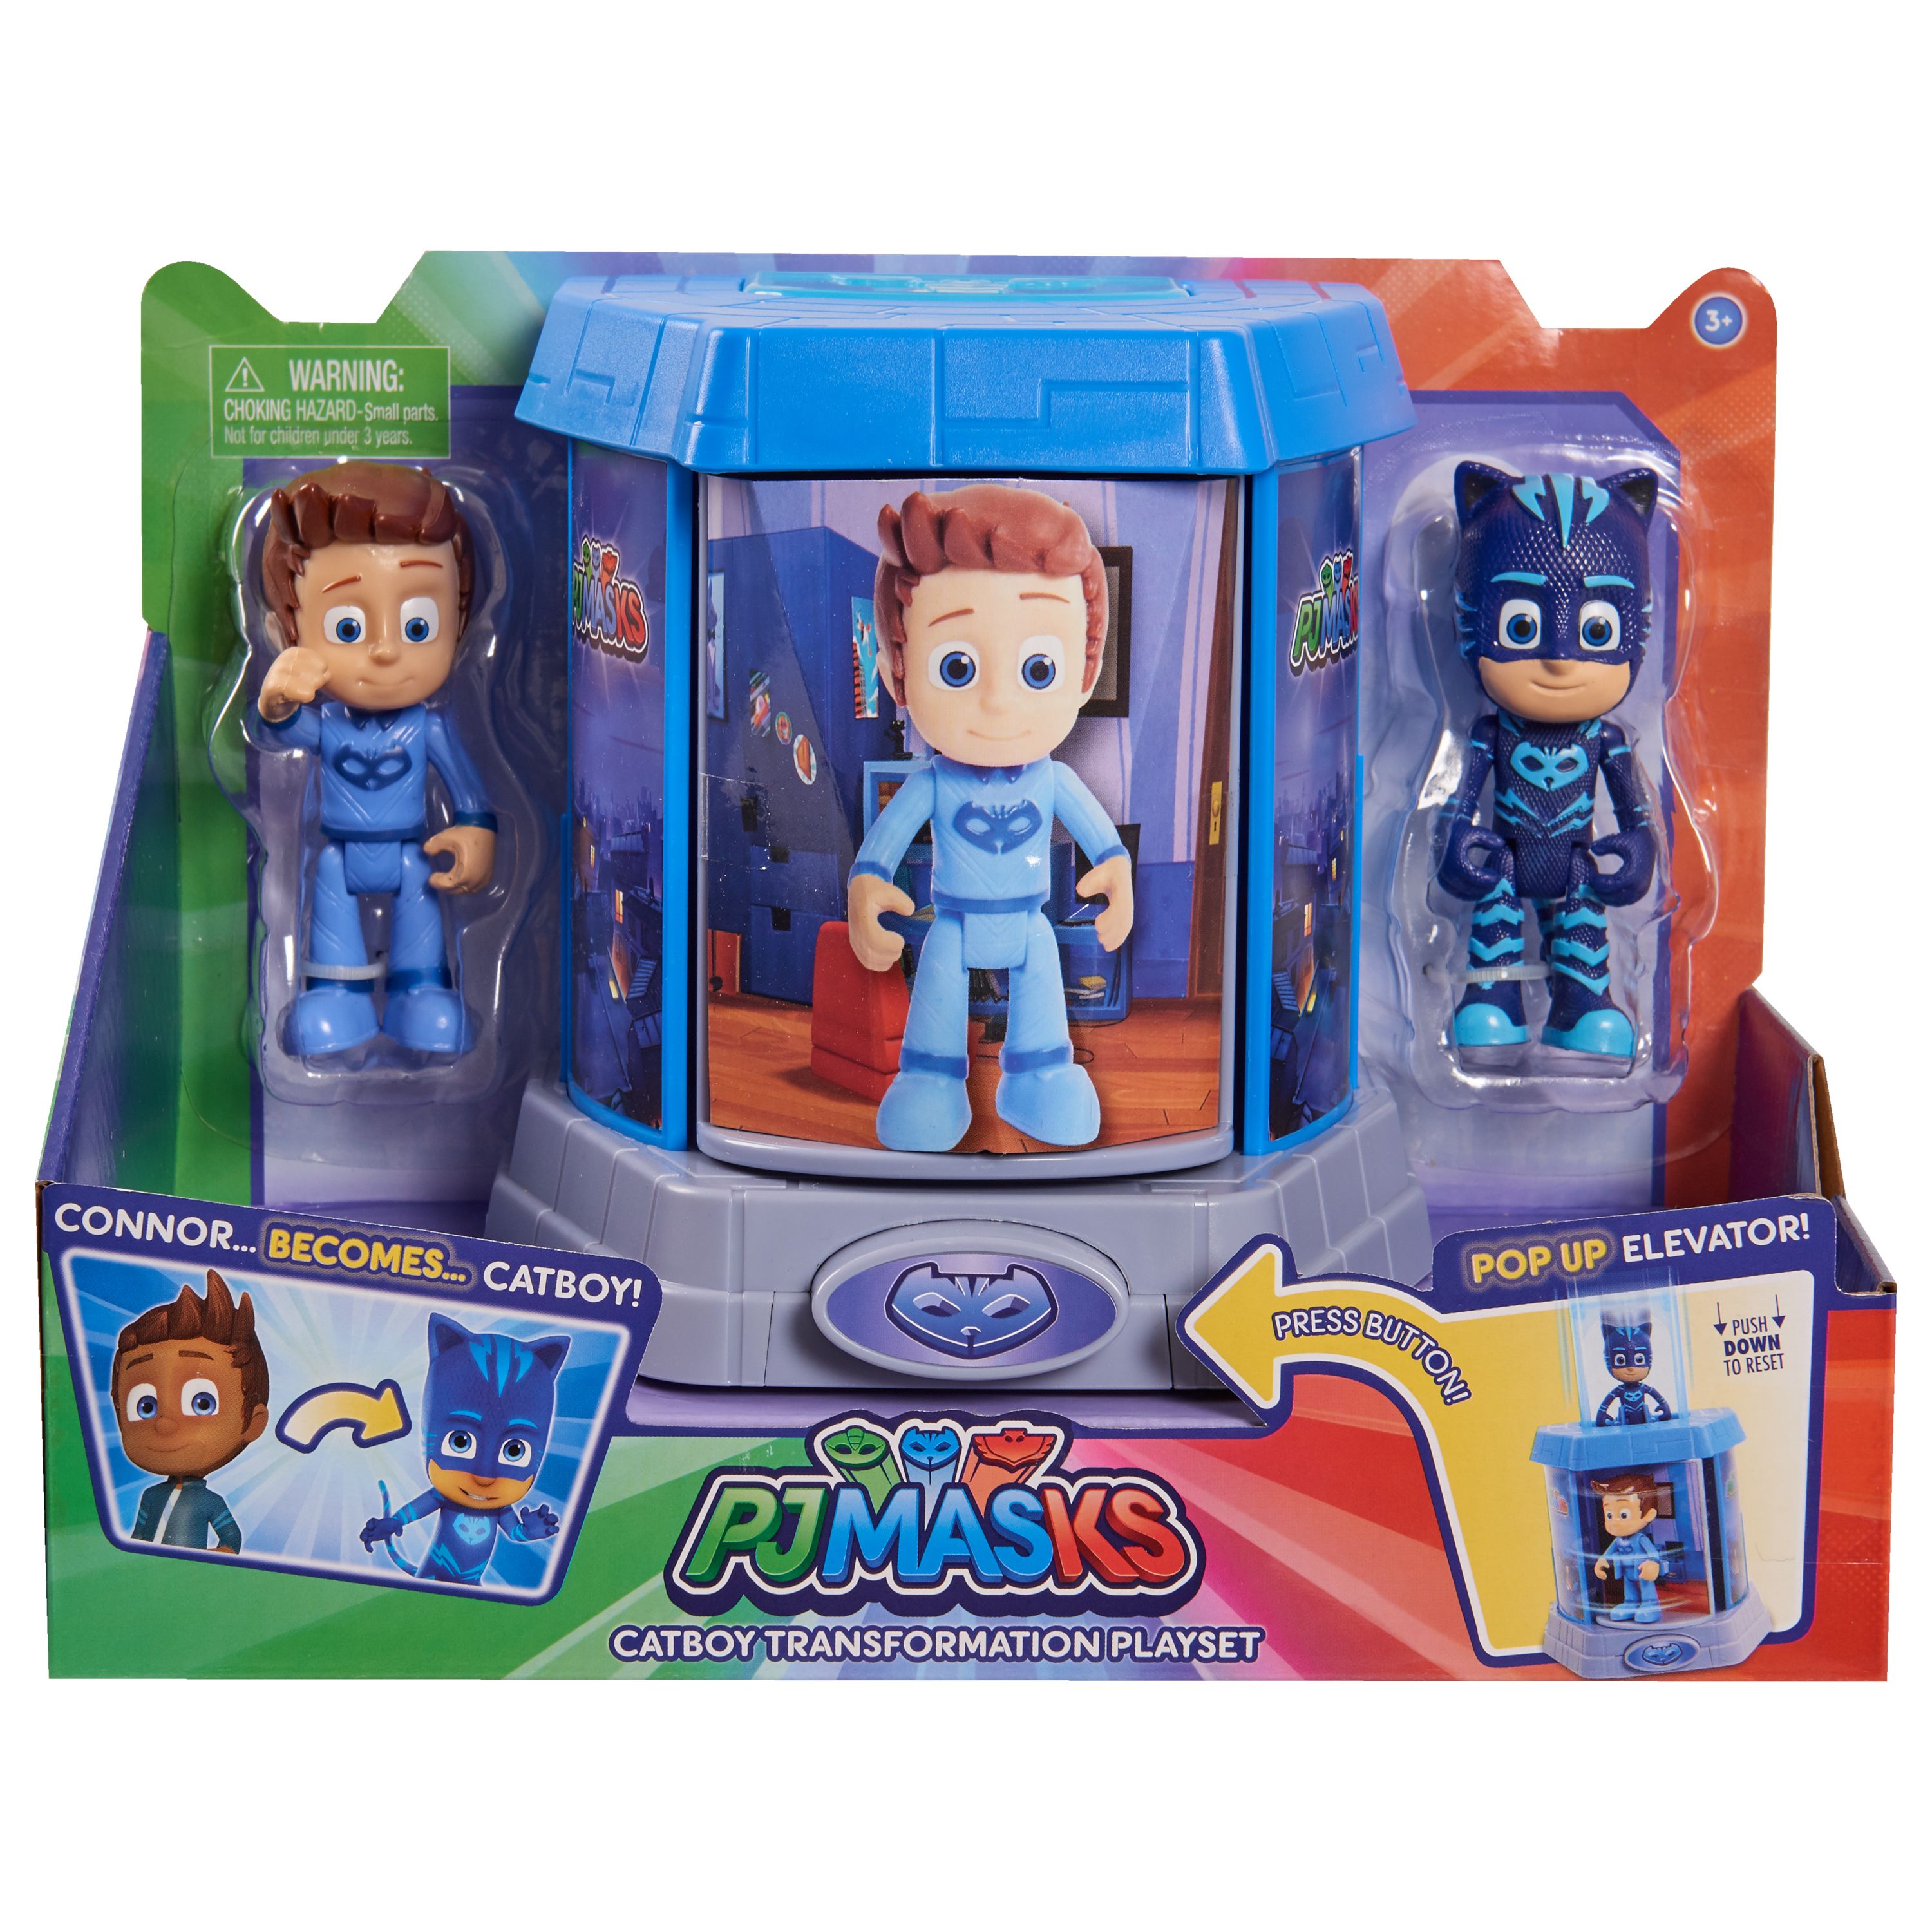 3+
WARNING:
CHOKING HAZARD-Small parts.
Not for children under 3 years.
PJMASKS
PJMASKS
CONNOR... BECOMES... CATBOY!
POP UP ELEVATOR!
PRESS BUTTON!
PUSH
DOWN
TO RESET
PJMASKS
CATBOY TRANSFORMATION PLAYSET